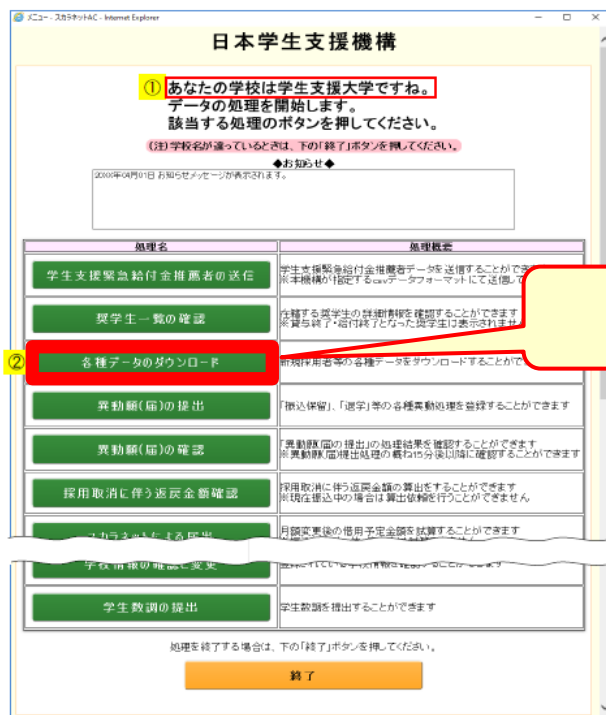 メニュー - スカラネットAC - Internet Explorer
日本学生支援機構
① あなたの学校は学生支援大学ですね。
データの処理を開始します。
該当する処理のボタンを押してください。
(注)学校名が違っているときは、下の「終了」ボタンを押してください。
◆お知らせ◆
20XX年04月01日 お知らせメッセージが表示されます。
処理名 処理概要
学生支援緊急給付金推薦者の送信
学生支援緊急給付金推薦者データを送信することができ
※本機構が指定するcsvデータフォーマットにて送信して
奨学生一覧の確認
在籍する奨学生の詳細情報を確認することができます
※貸与終了・給付終了となった奨学生は表示されませ
② 各種データのダウンロード
新規採用者等の各種データをダウンロードすることがで
異動願(届)の提出
「振込保留」、「退学」等の各種異動処理を登録することができます
異動願(届)の確認
「異動願(届)の提出」の処理結果を確認することができます
※異動願(届)提出処理の概ね15分後以降に確認することができます
採用取消に伴う返戻金額確認
採用取消に伴う返戻金額の算出をすることができます
※現在振込中の場合は算出依頼を行うことができません
月額変更後の借用予定金額を試算することができます
学校情報の確認と変更
学生数調の提出
学生数調を提出することができます
処理を終了する場合は、下の「終了」ボタンを押してください。
終了